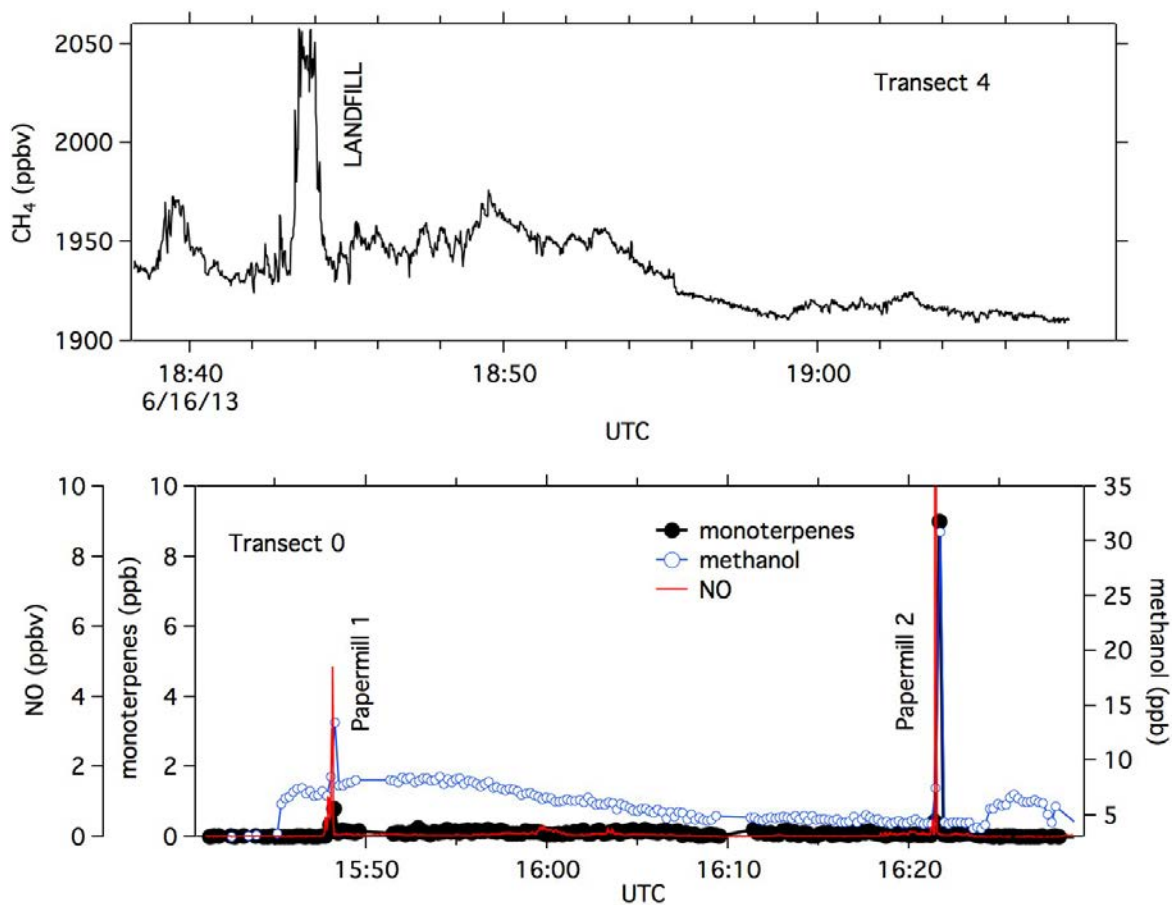 2050
2000
1950
1900
CH4 (ppbv)
LANDFILL
Transect 4
18:40
18:50
19:00
6/16/13
UTC
10
8
6
4
2
0
NO (ppbv)
10
8
6
4
2
0
monoterpenes (ppb)
Transect 0
Papermill 1
monoterpenes
methanol
NO
Papermill 2
35
30
25
20
15
10
5
methanol (ppb)
15:50
16:00
16:10
16:20
UTC